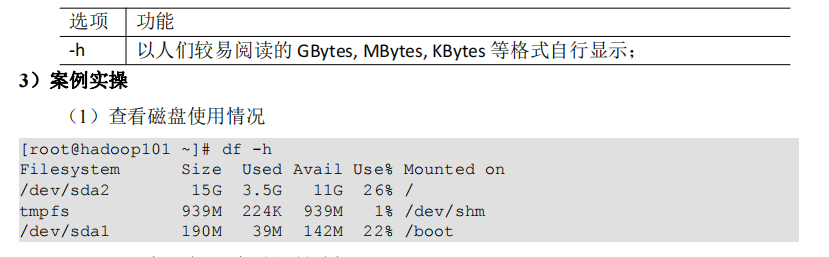 选项 功能
-h 以人们较易阅读的 GBytes, MBytes, KBytes 等格式自行显示；
3）案例实操
（1）查看磁盘使用情况
[root@hadoop101 ~]# df -h
Filesystem      Size  Used Avail Use% Mounted on
/dev/sda2        15G  3.5G   11G  26% /
tmpfs           939M  224K  939M   1% /dev/shm
/dev/sda1       190M   39M  142M  22% /boot